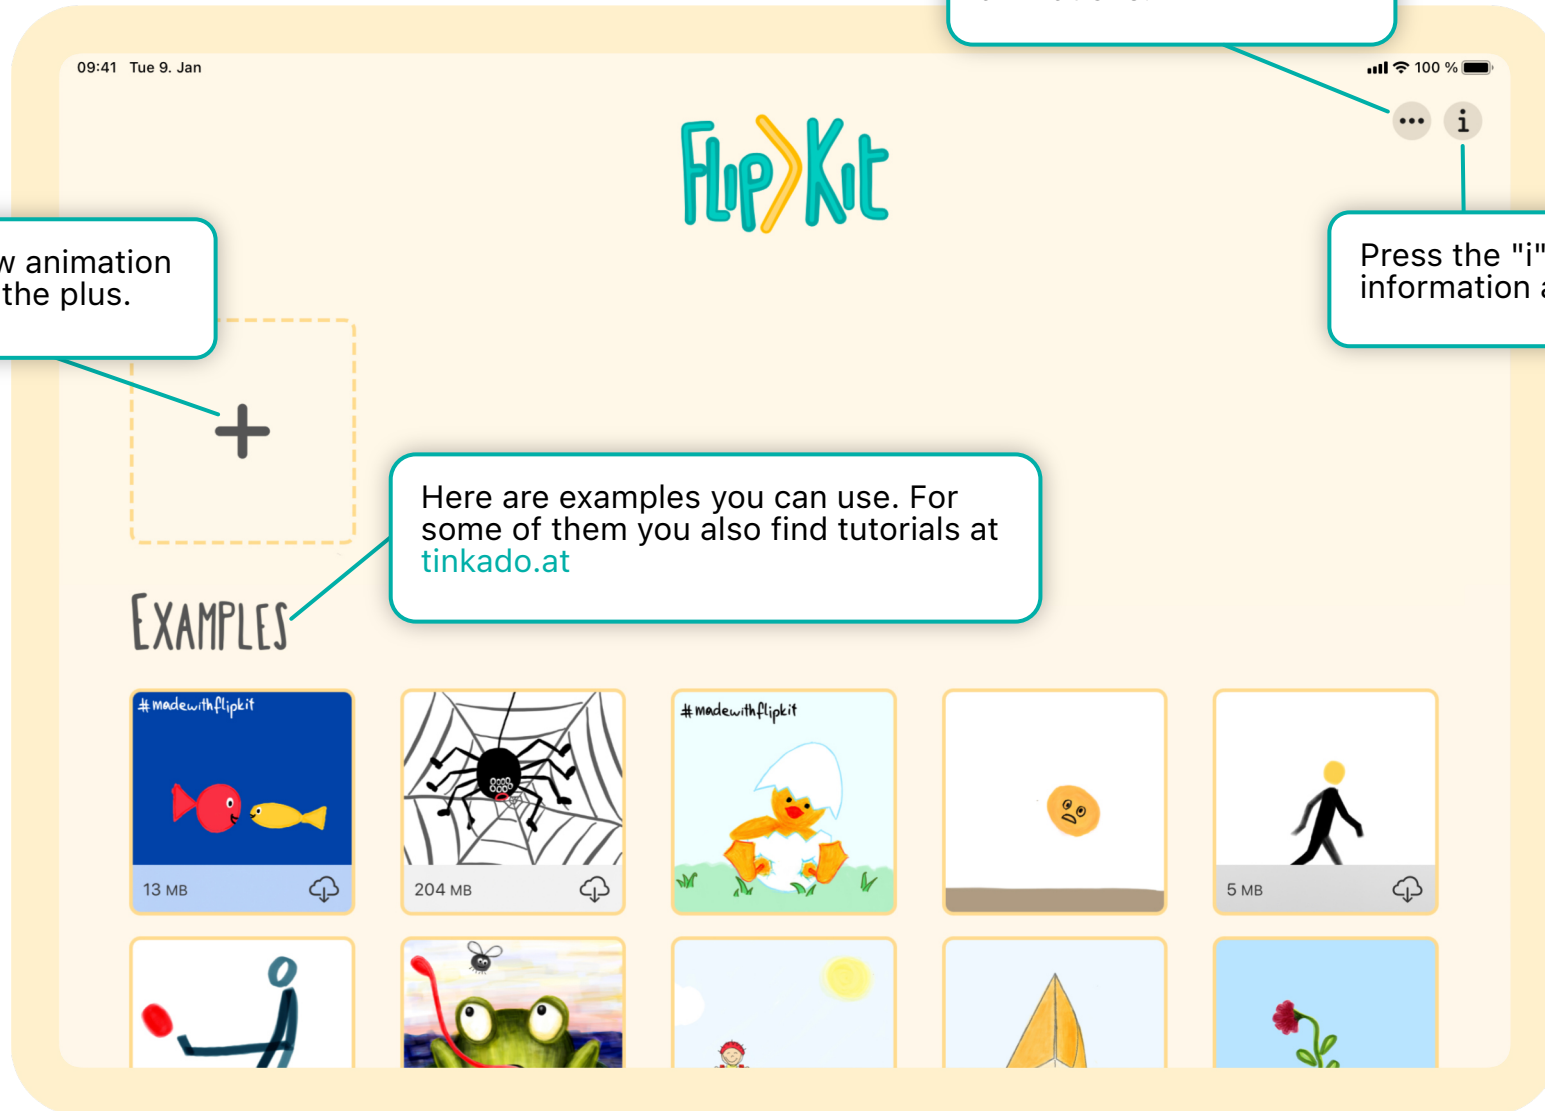 09:41 Tue 9. Jan
100 %
Flip Kit
animation
the plus.
Press the "i"
information
Here are examples you can use. For
some of them you also find tutorials at
tinkado.at
EXAMPLES
#madewithflipkit
#madewithflipkit
13 MB
204 MB
5 MB